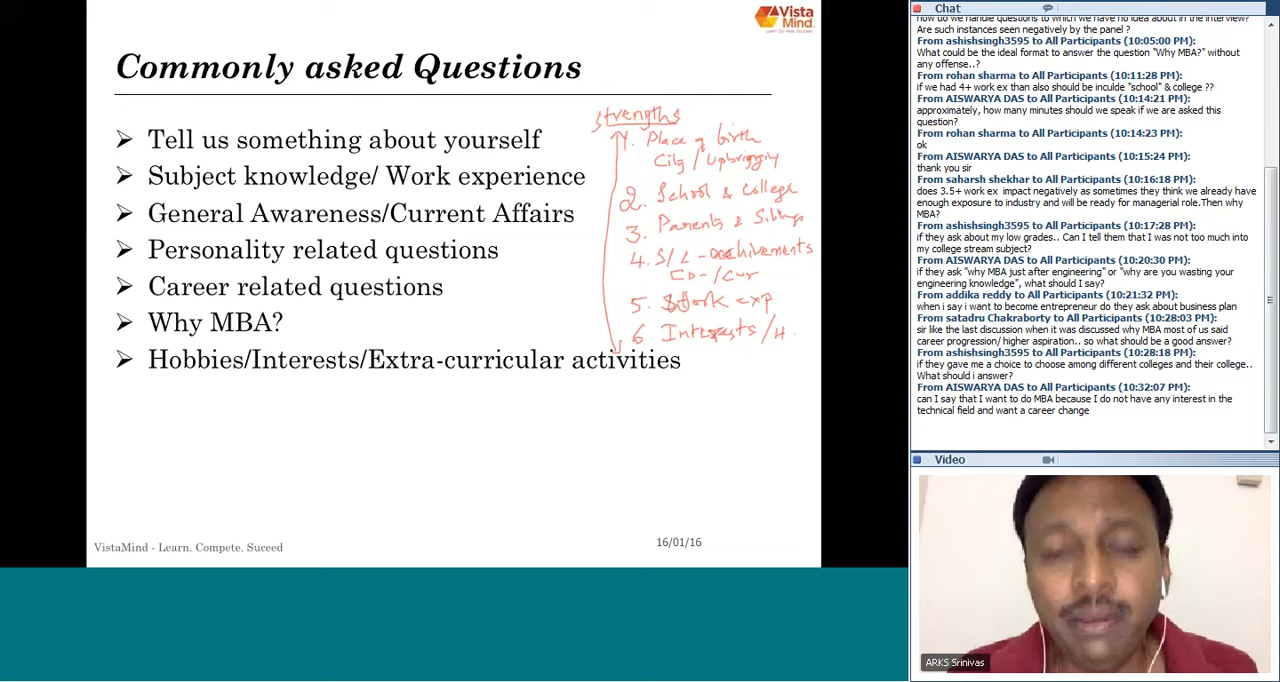 Vista
Mind
Learn. Compete. Succeed
Commonly asked Questions
Tell us something about yourself
Subject knowledge/ Work experience
General Awareness/Current Affairs
Personality related questions
Career related questions
Why MBA?
Hobbies/Interests/Extra-curricular activities
strengths
1. Place of birth
City /
2. School & College
3. Parents & Siblings
4. S/L -
5. Work exp
6. Interests / H.
VistaMind - Learn. Compete. Suceed
16/01/16
Chat
how do we handle questions to which we have no idea about in the interview?
Are such instances seen negatively by the panel ?
From ashishsingh3595 to All Participants (10:05:00 PM):
What could be the ideal format to answer the question "Why MBA?" without
any offense..?
From rohan sharma to All Participants (10:11:28 PM):
if we had 4+ work ex than also should be inculde "school" & college ??
From AISWARYA DAS to All Participants (10:14:21 PM):
approximately, how many minutes should we speak if we are asked this
question?
From rohan sharma to All Participants (10:14:23 PM):
ok
From AISWARYA DAS to All Participants (10:15:24 PM):
thank you sir
From saharsh shekhar to All Participants (10:16:18 PM):
does 3.5+ work ex impact negatively as sometimes they think we already have
enough exposure to industry and will be ready for managerial role.Then why
MBA?
From ashishsingh3595 to All Participants (10:17:28 PM):
if they ask about my low grades.. Can I tell them that I was not too much into
my college stream subject?
From AISWARYA DAS to All Participants (10:20:30 PM):
if they ask "why MBA just after engineering" or "why are you wasting your
engineering knowledge", what should I say?
From addika reddy to All Participants (10:21:32 PM):
when i say i want to become entrepreneur do they ask about business plan
From satadru Chakraborty to All Participants (10:28:03 PM):
sir like the last discussion when it was discussed why MBA most of us said
career progression/ higher aspiration.. so what should be a good answer?
From ashishsingh3595 to All Participants (10:28:18 PM):
if they gave me a choice to choose among different colleges and their college..
What should i answer?
From AISWARYA DAS to All Participants (10:32:07 PM):
can I say that I want to do MBA because I do not have any interest in the
technical field and want a career change
Video
ARKS Srinivas